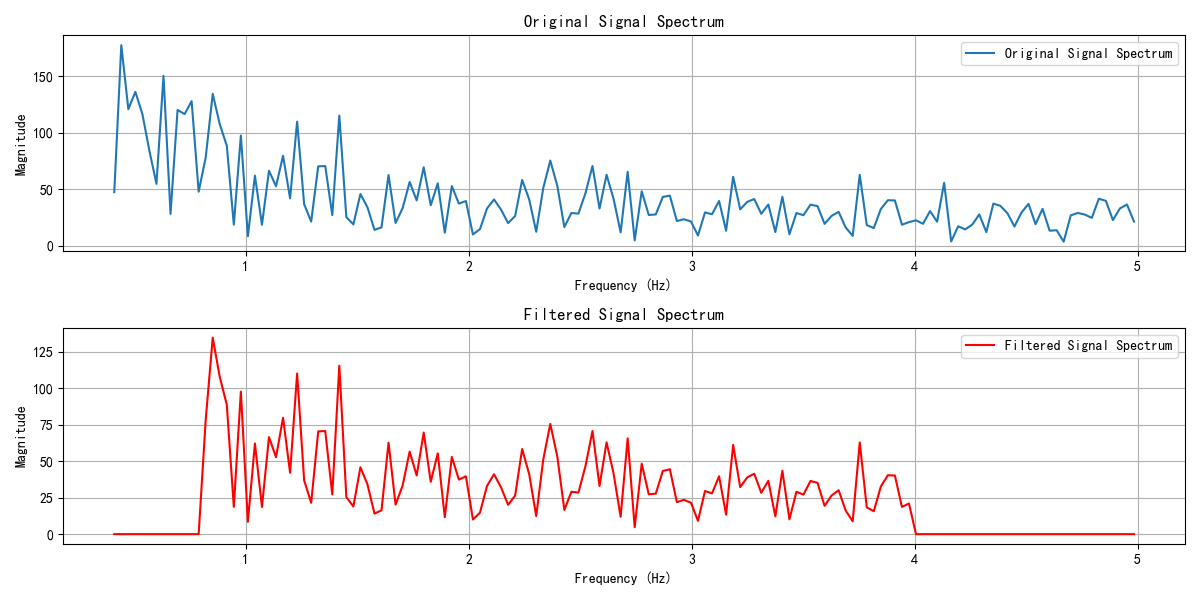 Original Signal Spectrum
Original Signal Spectrum
Magnitude
150
100
50
0
1
2
3
4
5
Frequency (Hz)
Filtered Signal Spectrum
Filtered Signal Spectrum
Magnitude
125
100
75
50
25
0
1
2
3
4
5
Frequency (Hz)